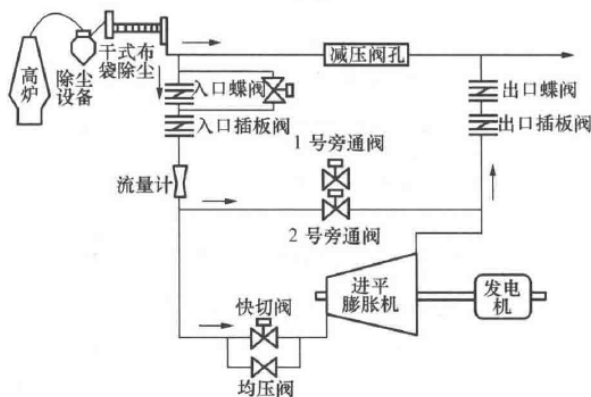 高
炉
除尘
设备
干式布
袋除尘
减压阀孔
入口蝶阀
入口插板阀
出口蝶阀
出口插板阀
1号旁通阀
流量计
2号旁通阀
快切阀
均压阀
进平
膨胀机
发电
机